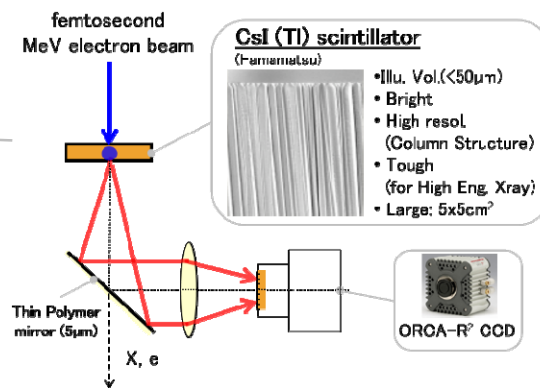 femtosecond
MeV electron beam
CsI (Tl) scintillator
(Hamamatsu)
•Illu. Vol.(<50μm)
• Bright
• High resol.
(Column Structure)
• Tough
(for High Eng. Xray)
• Large: 5x5cm²
Thin Polymer
mirror (5μm)
X, e
ORCA-R² CCD